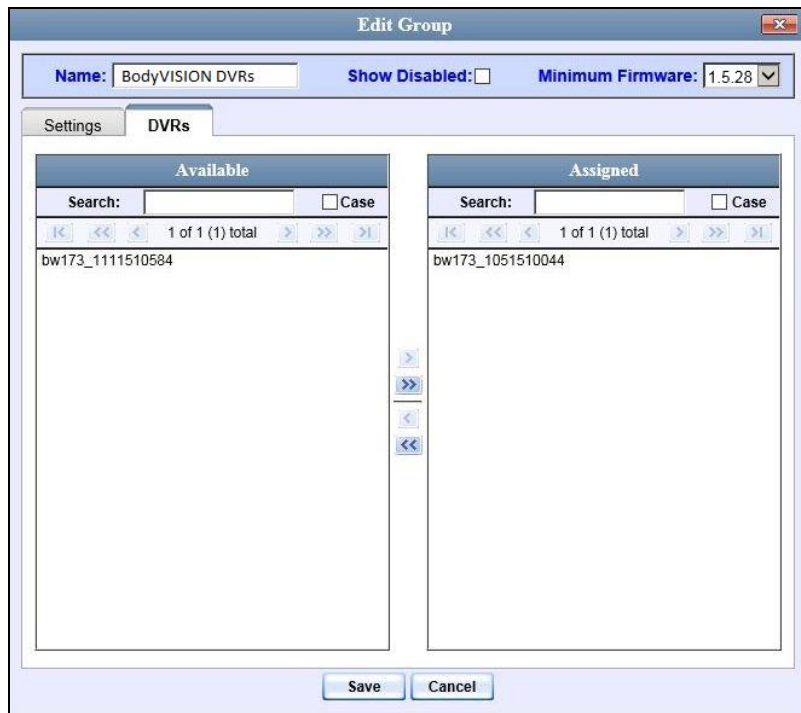 Edit Group
Name: BodyVISION DVRs Show Disabled: Minimum Firmware: 1.5.28
Settings DVRs
Available
Search: Case
1 of 1 (1) total
bw173_1111510584
Assigned
Search: Case
1 of 1 (1) total
bw173_1051510044
Save Cancel